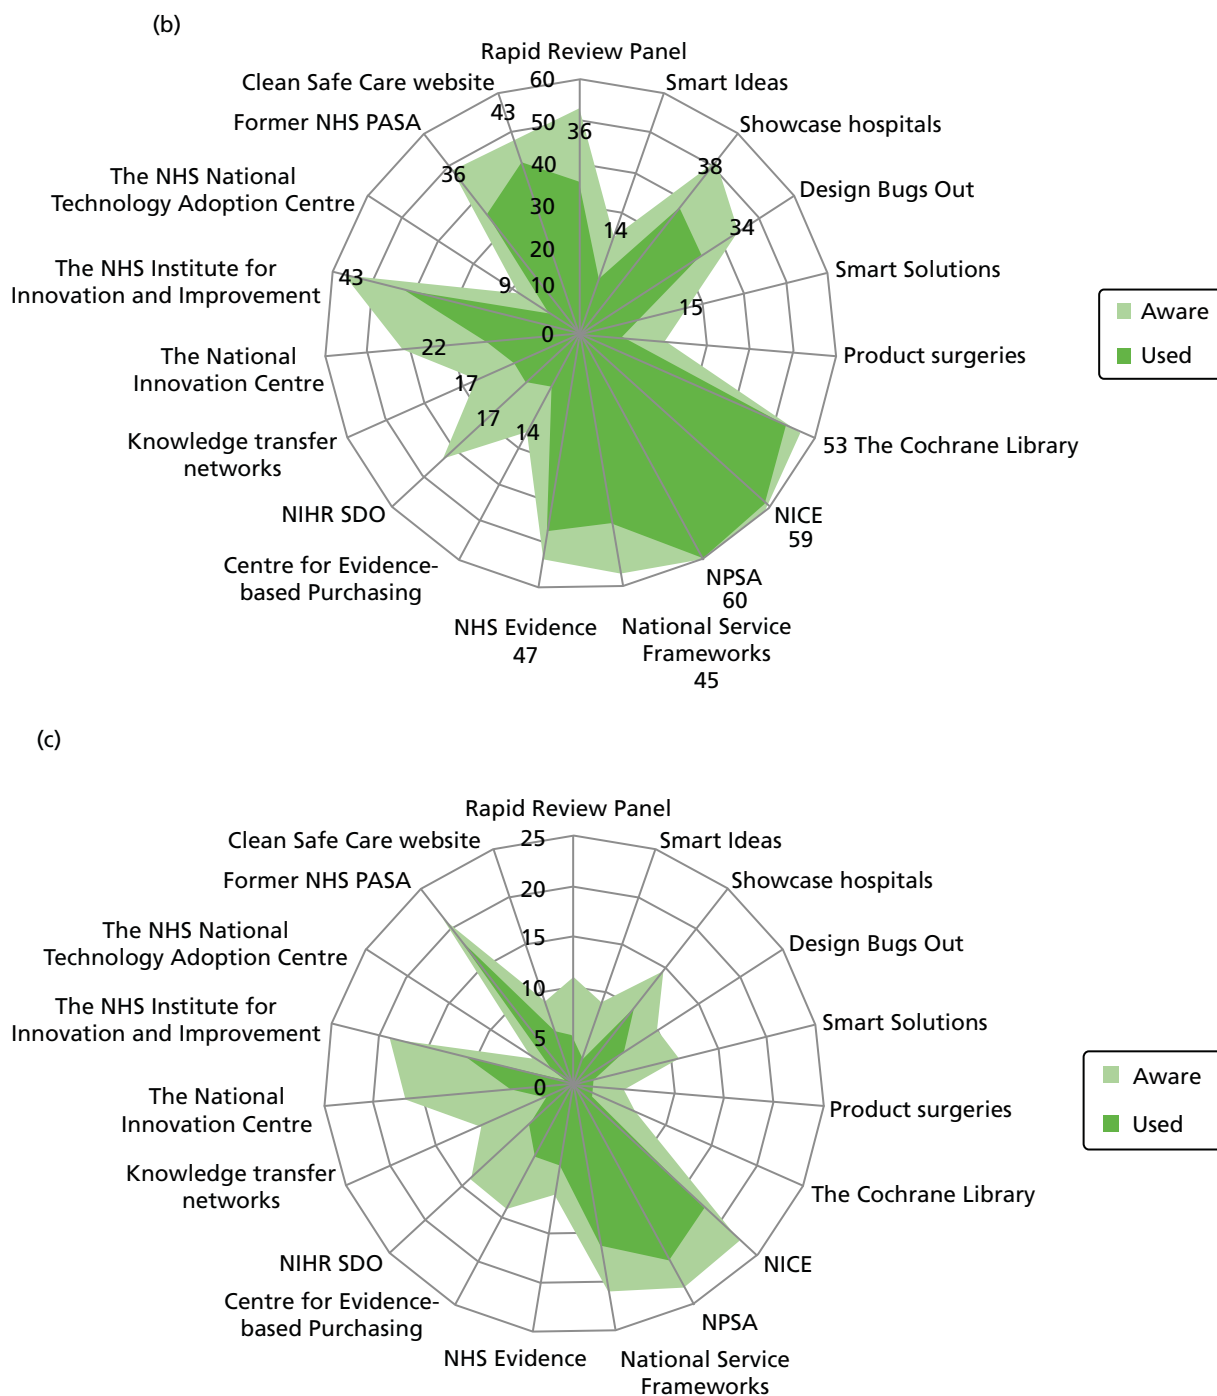 (b)
Rapid Review Panel
Clean Safe Care website
60
Smart Ideas
43
50
36
Former NHS PASA
Showcase hospitals
36
40
38
The NHS National
Technology Adoption Centre
Design Bugs Out
30
14
34
The NHS Institute for
Innovation and Improvement
43
20
9
10
15
Smart Solutions
Aware
Used
0
The National
Innovation Centre
22
Product surgeries
17
Knowledge transfer
networks
17
14
53 The Cochrane Library
NIHR SDO
NICE
59
Centre for Evidence-
based Purchasing
NPSA
60
NHS Evidence
47
National Service
Frameworks
45
(c)
Rapid Review Panel
Clean Safe Care website
25
Smart Ideas
Former NHS PASA
20
Showcase hospitals
The NHS National
Technology Adoption Centre
15
Design Bugs Out
The NHS Institute for
Innovation and Improvement
10
Smart Solutions
5
Aware
Used
0
The National
Innovation Centre
Product surgeries
Knowledge transfer
networks
The Cochrane Library
NIHR SDO
NICE
Centre for Evidence-
based Purchasing
NPSA
NHS Evidence
National Service
Frameworks